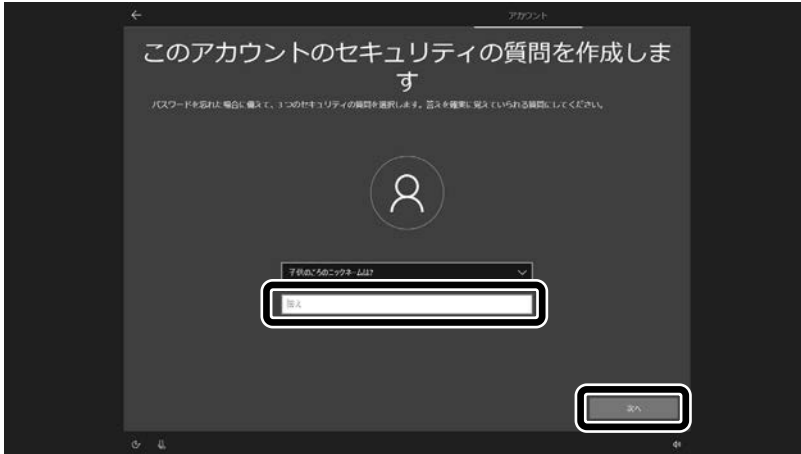 アカウント
このアカウントのセキュリティの質問を作成しま
す
パスワードを忘れた場合に備えて、3 つのセキュリティの質問を選択します。答えを確実に覚えていられる質問にしてください。
子供のころのニックネームは?
答え
次へ